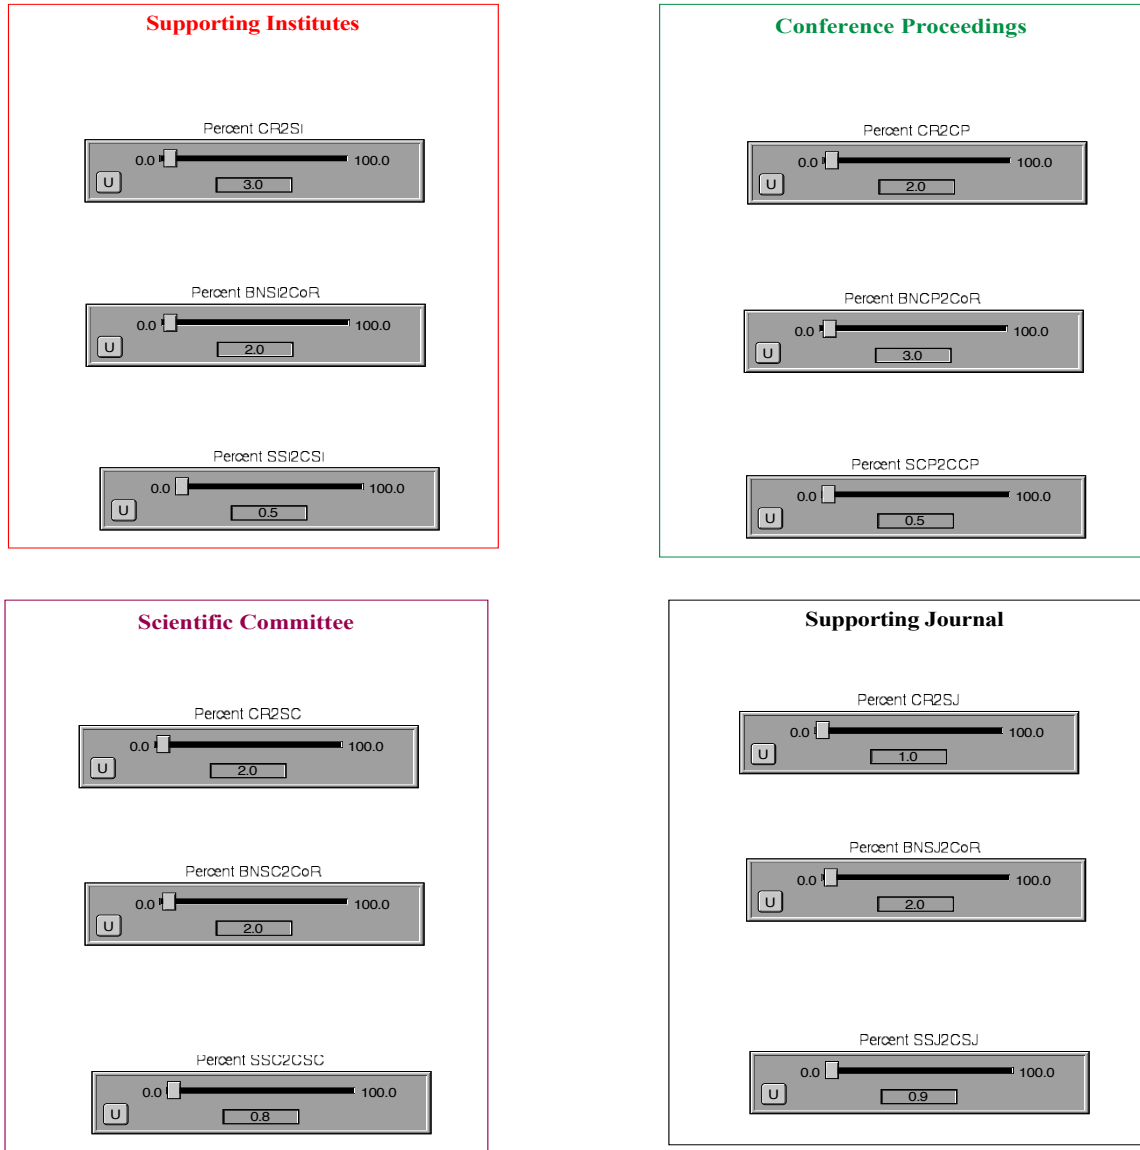 Supporting Institutes
Percent CR2SI
0.0 100.0
U
3.0
Percent BNSI2CoR
0.0 100.0
U
2.0
Percent SSI2CSI
0.0 100.0
U
0.5
Conference Proceedings
Percent CR2CP
0.0 100.0
U
2.0
Percent BNCP2CoR
0.0 100.0
U
3.0
Percent SCP2CCP
0.0 100.0
U
0.5
Scientific Committee
Percent CR2SC
0.0 100.0
U
2.0
Percent BNSC2CoR
0.0 100.0
U
2.0
Percent SSC2CSC
0.0 100.0
U
0.8
Supporting Journal
Percent CR2SJ
0.0 100.0
U
1.0
Percent BNSJ2CoR
0.0 100.0
U
2.0
Percent SSJ2CSJ
0.0 100.0
U
0.9